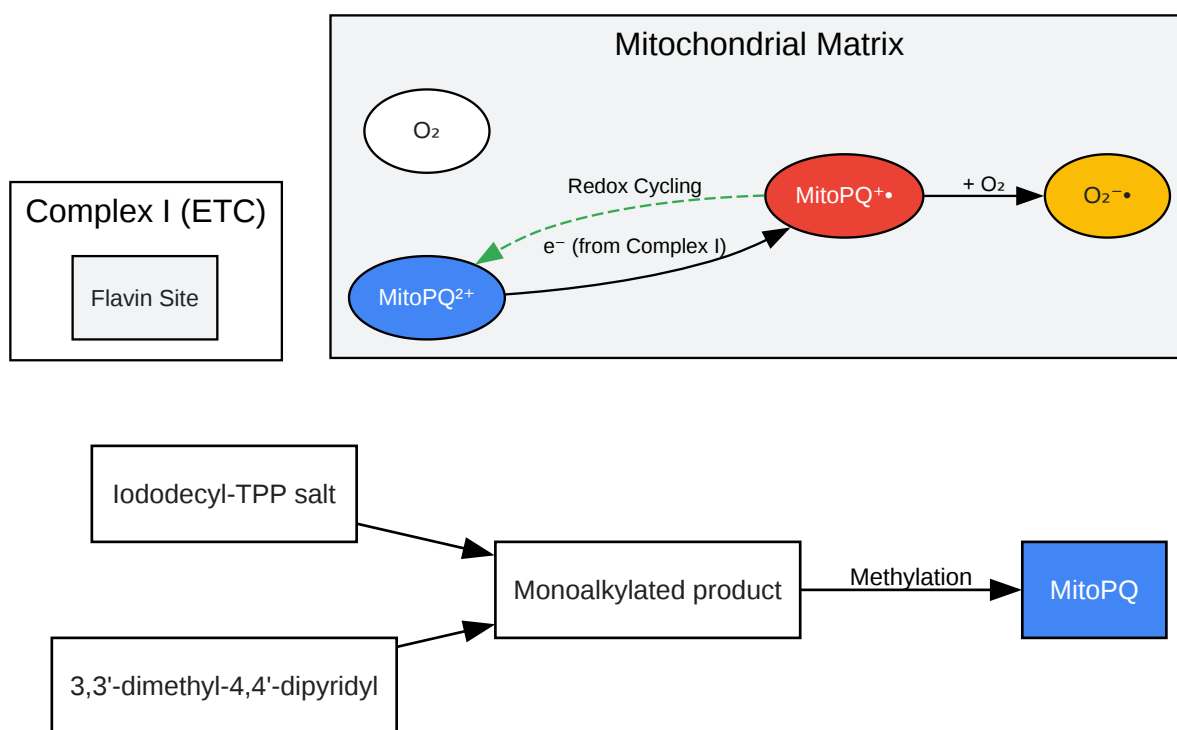 Mitochondrial Matrix
O₂
Redox Cycling
MitoPQ⁺•
+ O₂
O₂⁻•
Complex I (ETC)
e⁻ (from Complex I)
Flavin Site
MitoPQ²⁺
Iododecyl-TPP salt
Monoalkylated product
Methylation
MitoPQ
3,3'-dimethyl-4,4'-dipyridyl